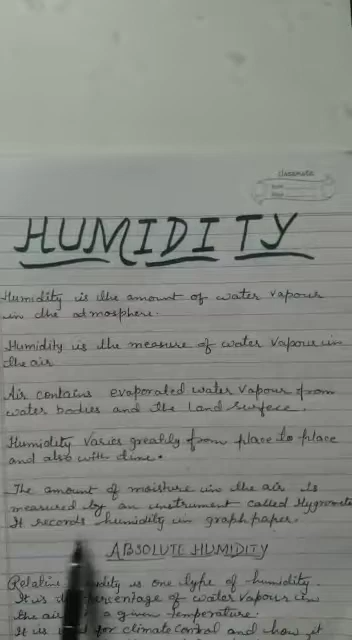 classmate
HUMIDITY
Humidity is the amount of water vapour
in the atmosphere.
Humidity is the measure of water vapour in
the air.
Air contains evaporated water vapour from
water bodies and the land surface.
Humidity varies greatly from place to place
and also with time.
The amount of moisture in the air is
measured by an instrument called
It records humidity in graph paper.
ABSOLUTE HUMIDITY
is one type of humidity.
It is percentage of water vapour in
the air a given temperature.
It is for climate control and how it